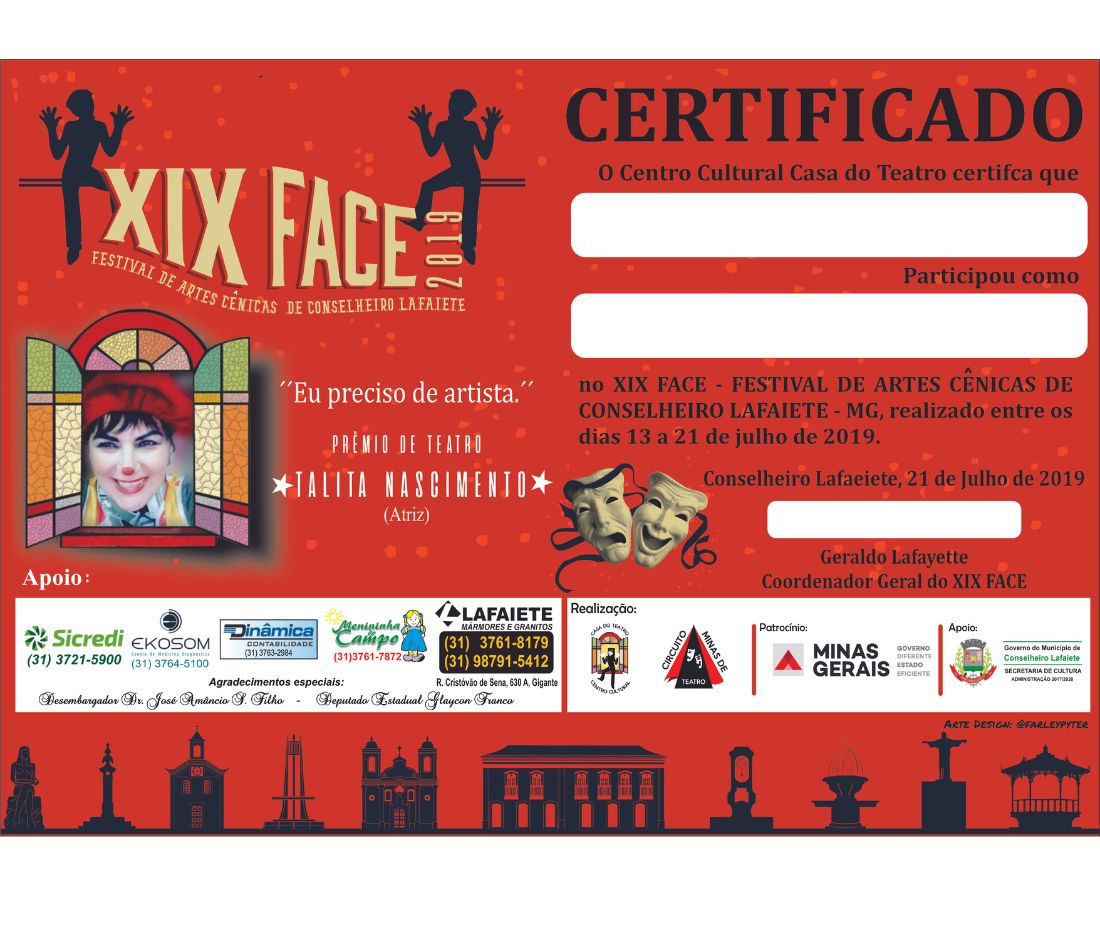 XIX FACE
2019
FESTIVAL DE ARTES CÊNICAS DE CONSELHEIRO LAFAIETE
´´Eu preciso de artista.´´
PRÊMIO DE TEATRO
TALITA NASCIMENTO
(Atriz)
CERTIFICADO
O Centro Cultural Casa do Teatro certifca que
Participou como
no XIX FACE - FESTIVAL DE ARTES CÊNICAS DE
CONSELHEIRO LAFAIETE - MG, realizado entre os
dias 13 a 21 de julho de 2019.
Conselheiro Lafaeiete, 21 de Julho de 2019
Geraldo Lafayette
Coordenador Geral do XIX FACE
Apoio:
Sicredi
(31) 3721-5900
EKOSOM
Centro de Medicina Diagnóstica
(31) 3764-5100
Dinâmica
CONTABILIDADE
(31) 3763-2984
Menininha
do
Campo
(31)3761-7872
LAFAIETE
MÁRMORES E GRANITOS
(31) 3761-8179
(31) 98791-5412
R. Cristóvão de Sena, 630 A, Gigante
Agradecimentos especiais:
Desembargador Dr. José Amâncio S. Filho - Deputado Estadual Glaycon Franco
Realização:
CASA DO TEATRO
CENTRO CULTURAL
CIRCUITO
MINAS DE
TEATRO
Patrocínio:
MINAS
GERAIS
GOVERNO
DIFERENTE
ESTADO
EFICIENTE
Apoio:
Governo do Município de
Conselheiro Lafaiete
SECRETARIA DE CULTURA
ADMINISTRAÇÃO 2017/2020
ARTE DESIGN: @FARLEYPYTER